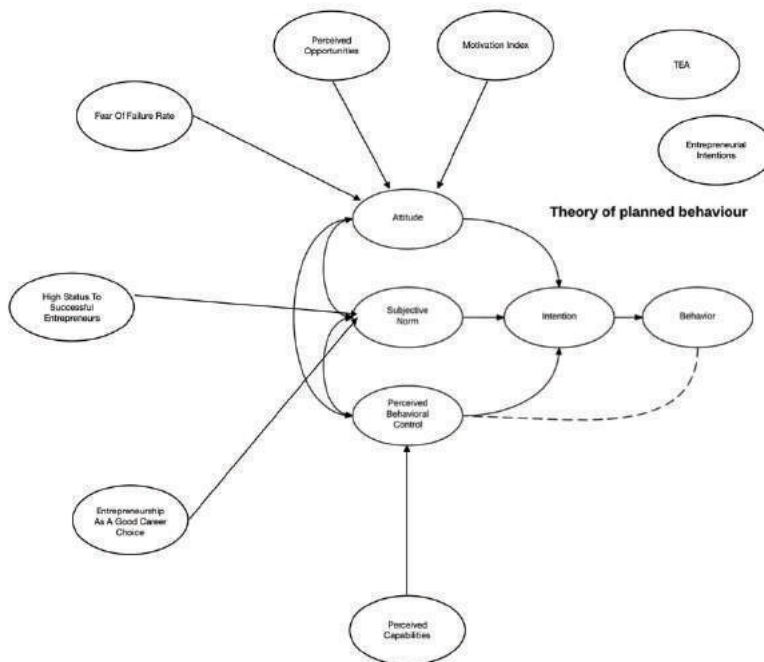 Perceived
Opportunities
Motivation Index
TEA
Fear Of Failure Rate
Entrepreneurial
Intentions
Attitude
Theory of planned behaviour
High Status To
Successful
Entrepreneurs
Subjective
Norm
Intention
Behavior
Perceived
Behavioral
Control
Entrepreneurship
As A Good Career
Choice
Perceived
Capabilities